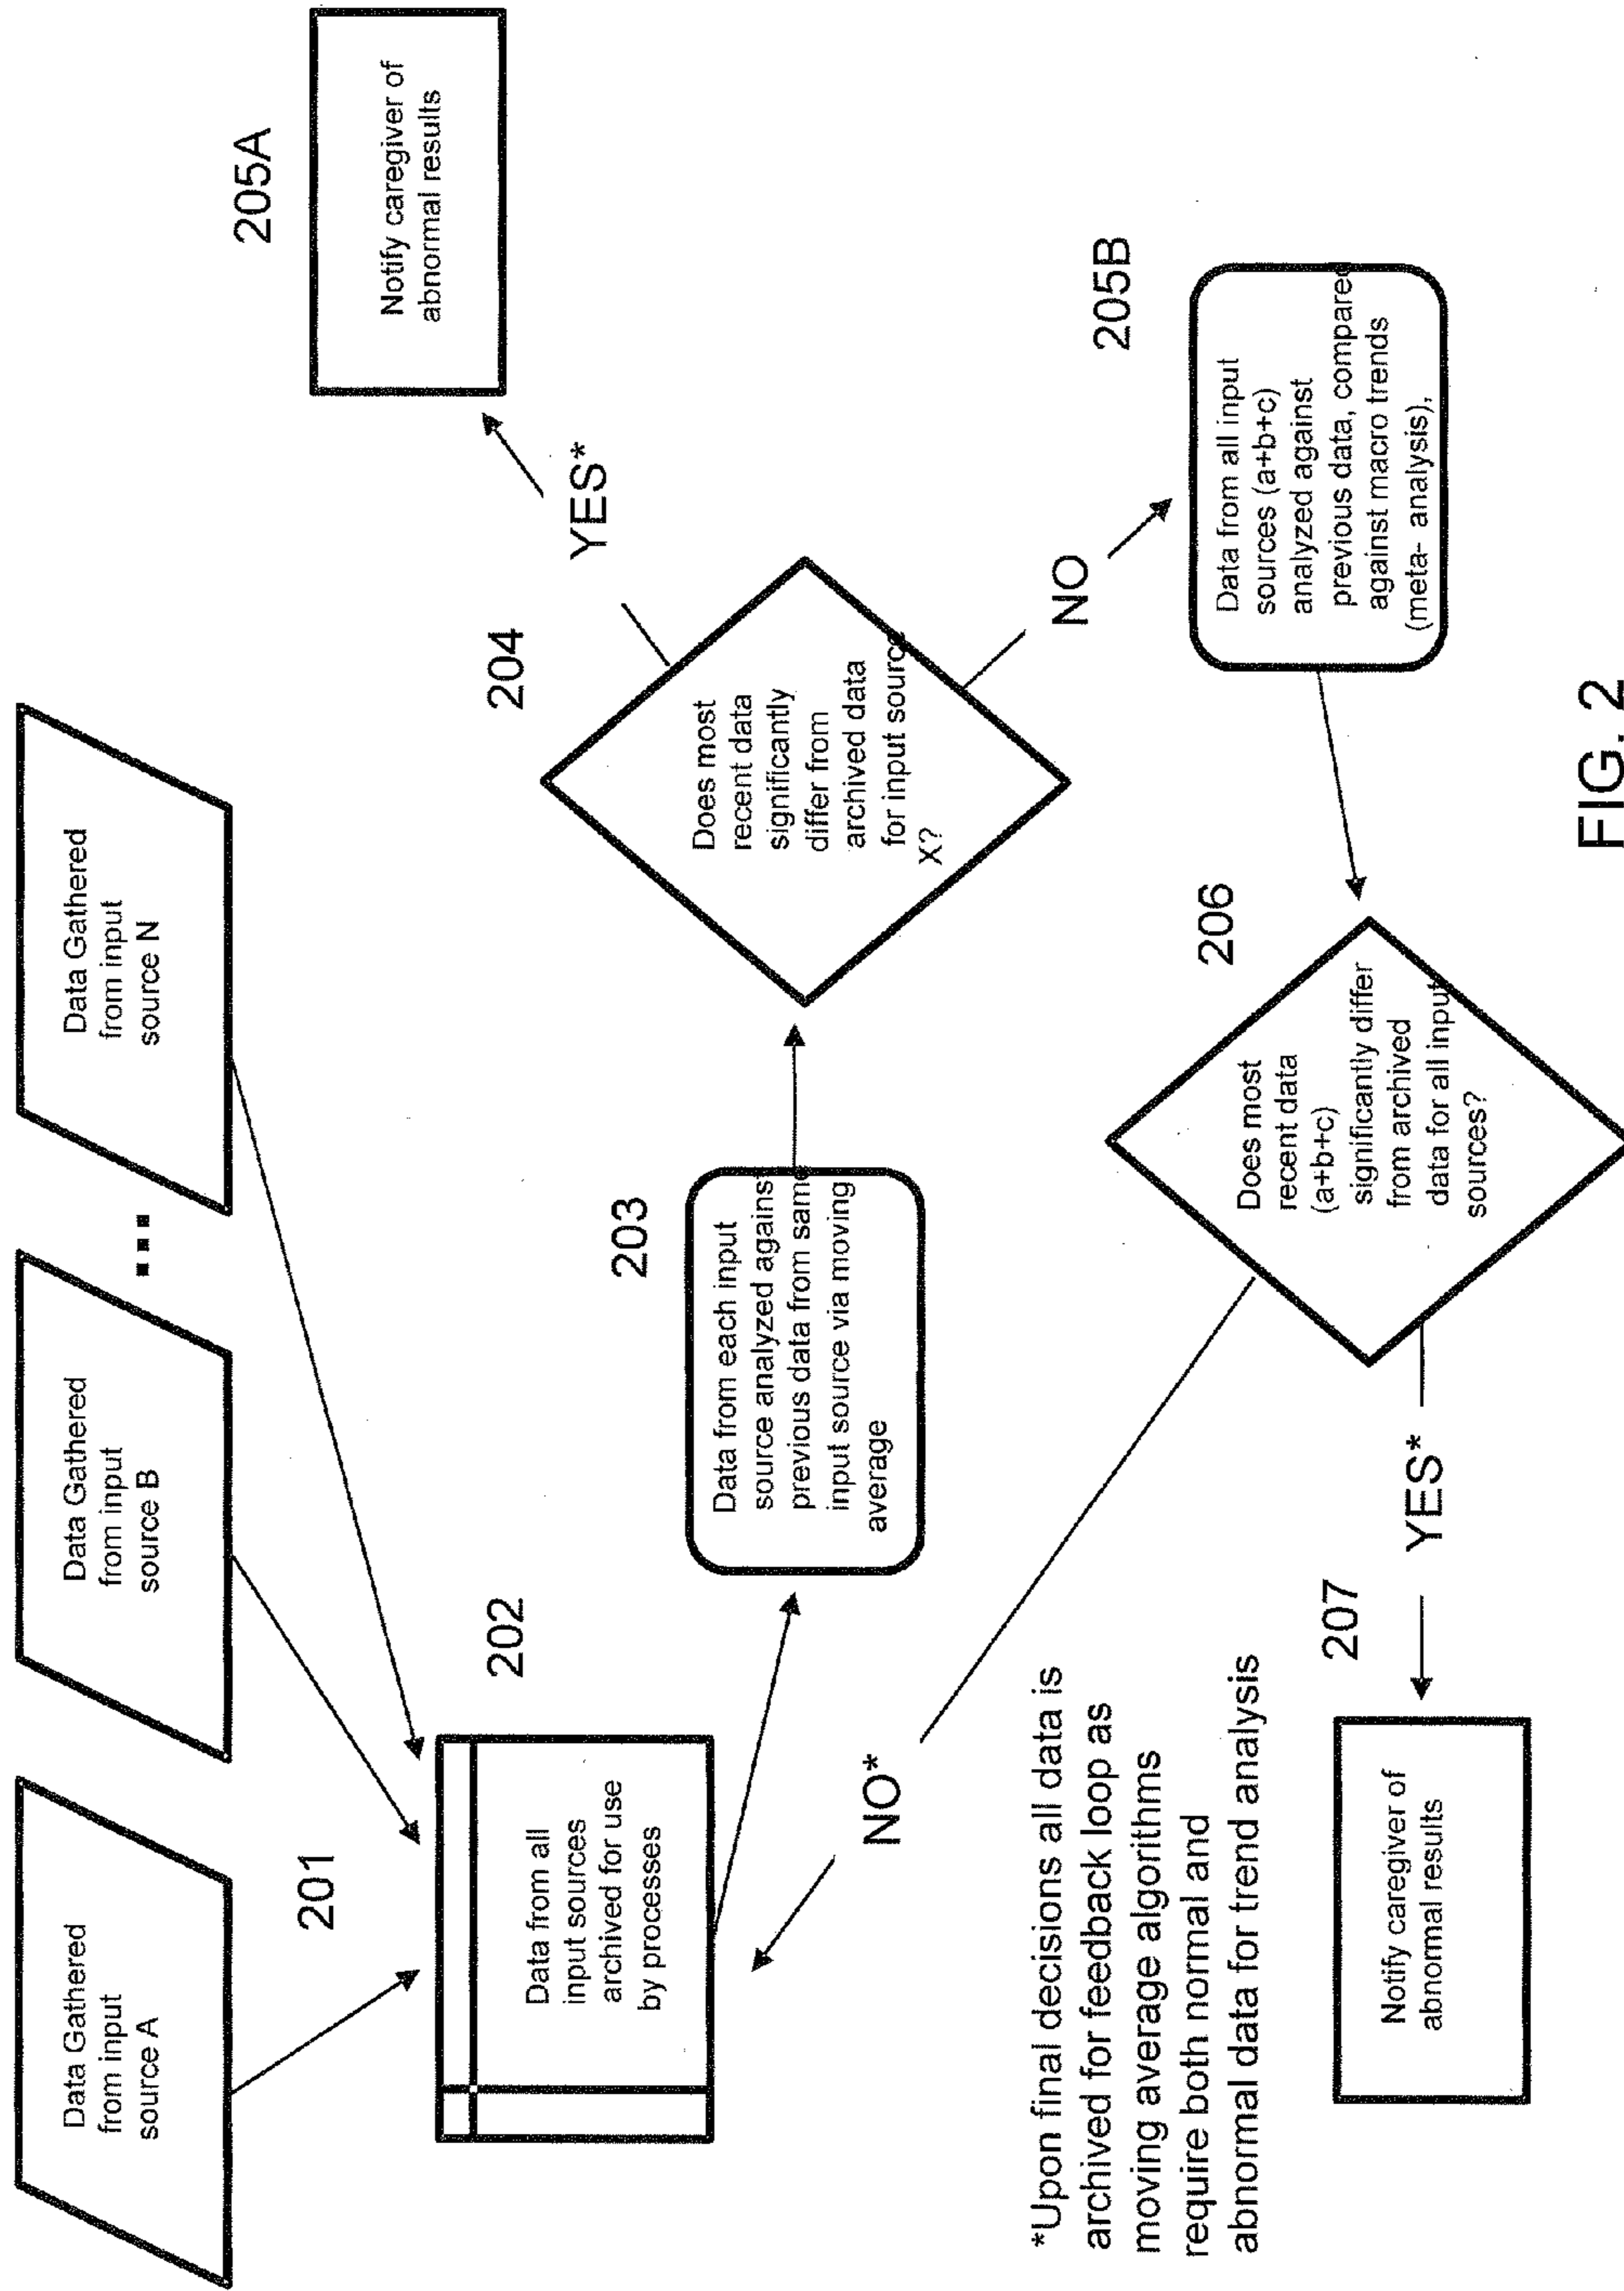 Data Gathered
from input
source A
Data Gathered
from input
source B
...
Data Gathered
from input
source N
201
202
Data from all
input sources
archived for use
by processes
203
Data from each input
source analyzed against
previous data from same
input source via moving
average
204
Does most
recent data
significantly
differ from
archived data
for input source
X?
YES*
205A
Notify caregiver of
abnormal results
NO
205B
Data from all input
sources (a+b+c)
analyzed against
previous data, compared
against macro trends
(meta- analysis),
206
Does most
recent data
(a+b+c)
significantly differ
from archived
data for all input
sources?
NO*
YES*
207
Notify caregiver of
abnomal results
*Upon final decisions all data is
archived for feedback loop as
moving average algorithms
require both normal and
abnormal data for trend analysis
FIG. 2